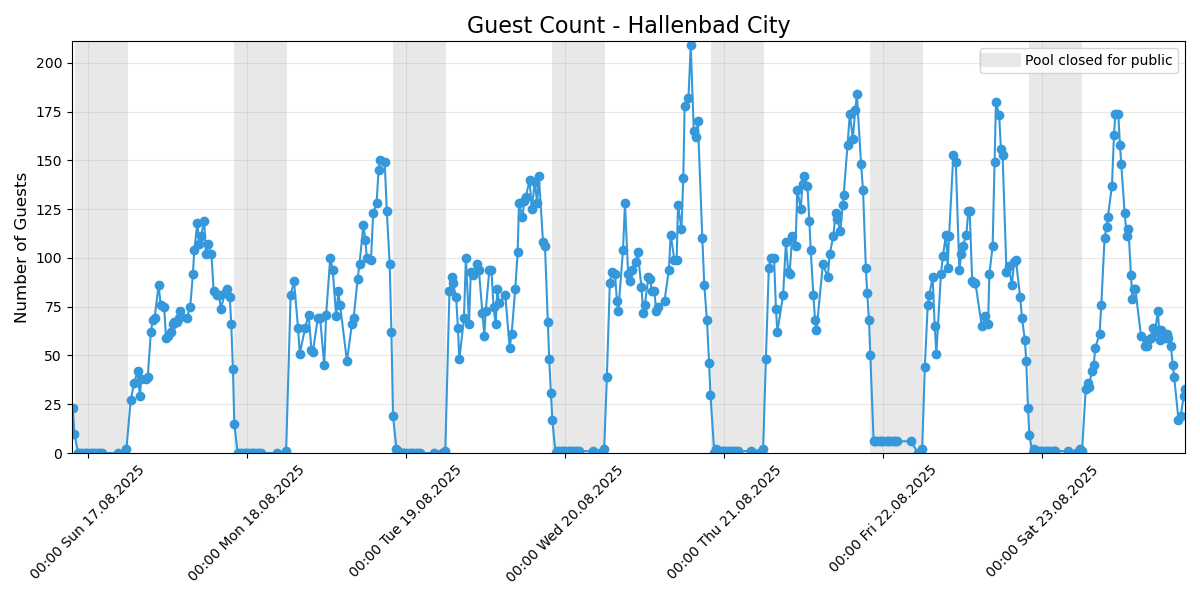 Guest Count - Hallenbad City
Pool closed for public
Number of Guests
200
175
150
125
100
75
50
25
0
00:00 Sun 17.08.2025
00:00 Mon 18.08.2025
00:00 Tue 19.08.2025
00:00 Wed 20.08.2025
00:00 Thu 21.08.2025
00:00 Fri 22.08.2025
00:00 Sat 23.08.2025